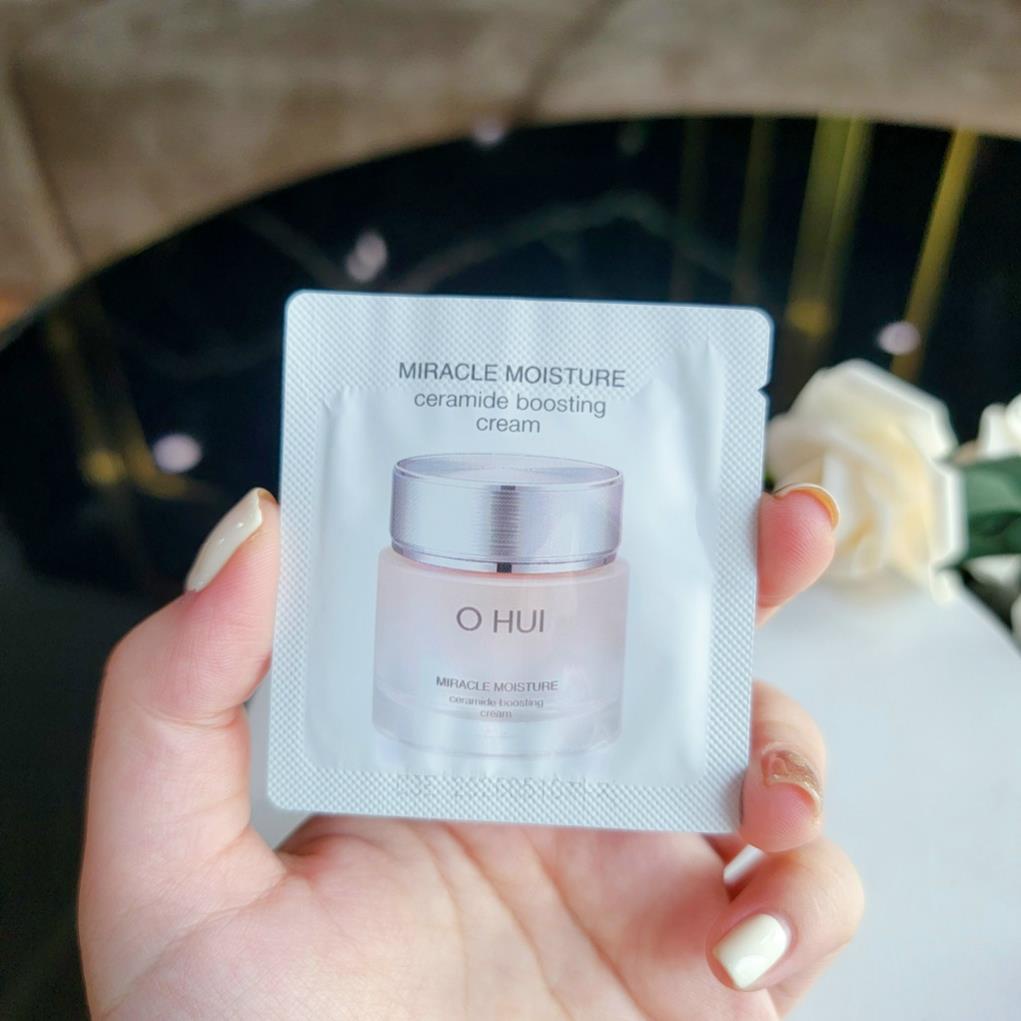 MIRACLE MOISTURE
ceramide boosting
cream
O HUI
MIRACLE MOISTURE
ceramide boosting
cream